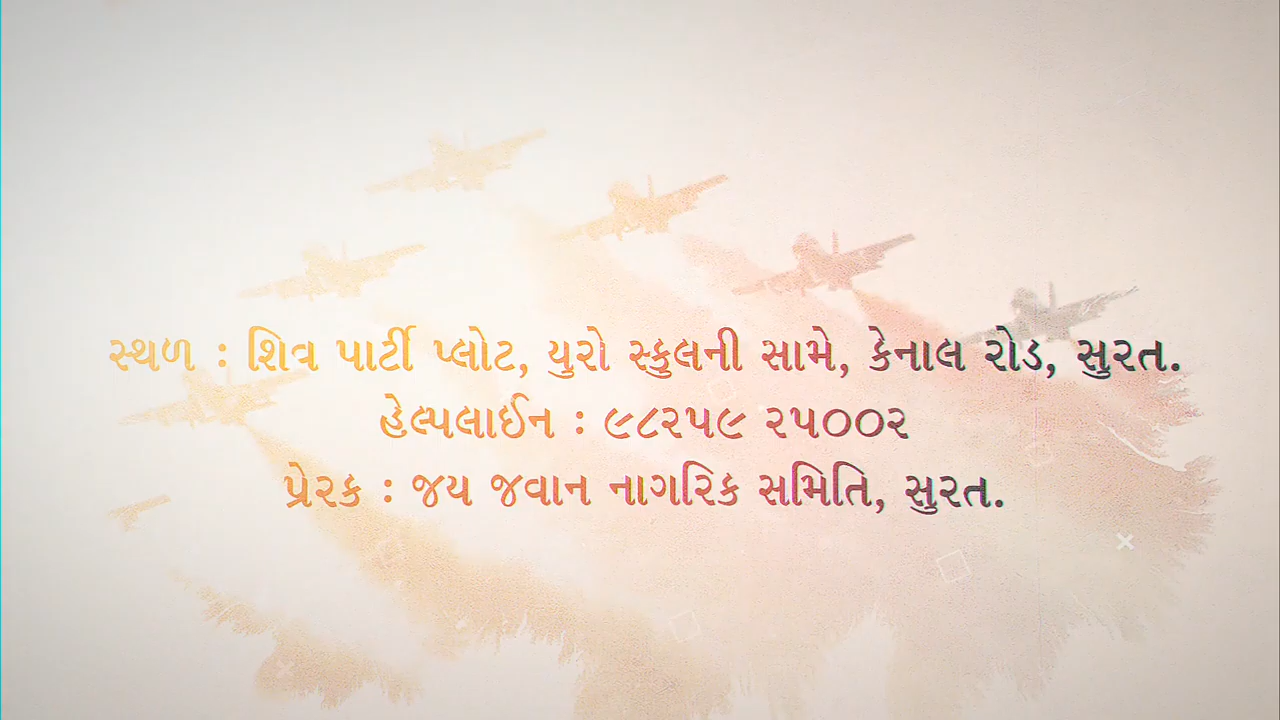 સ્થળ : શિવ પાર્ટી પ્લોટ, યુરો સ્કુલની સામે, કેનાલ રોડ, સુરત.
હેલ્પલાઈન : ૯૮૨૫૯ ૨૫૦૦૨
પ્રેરક : જય જવાન નાગરિક સમિતિ, સુરત.